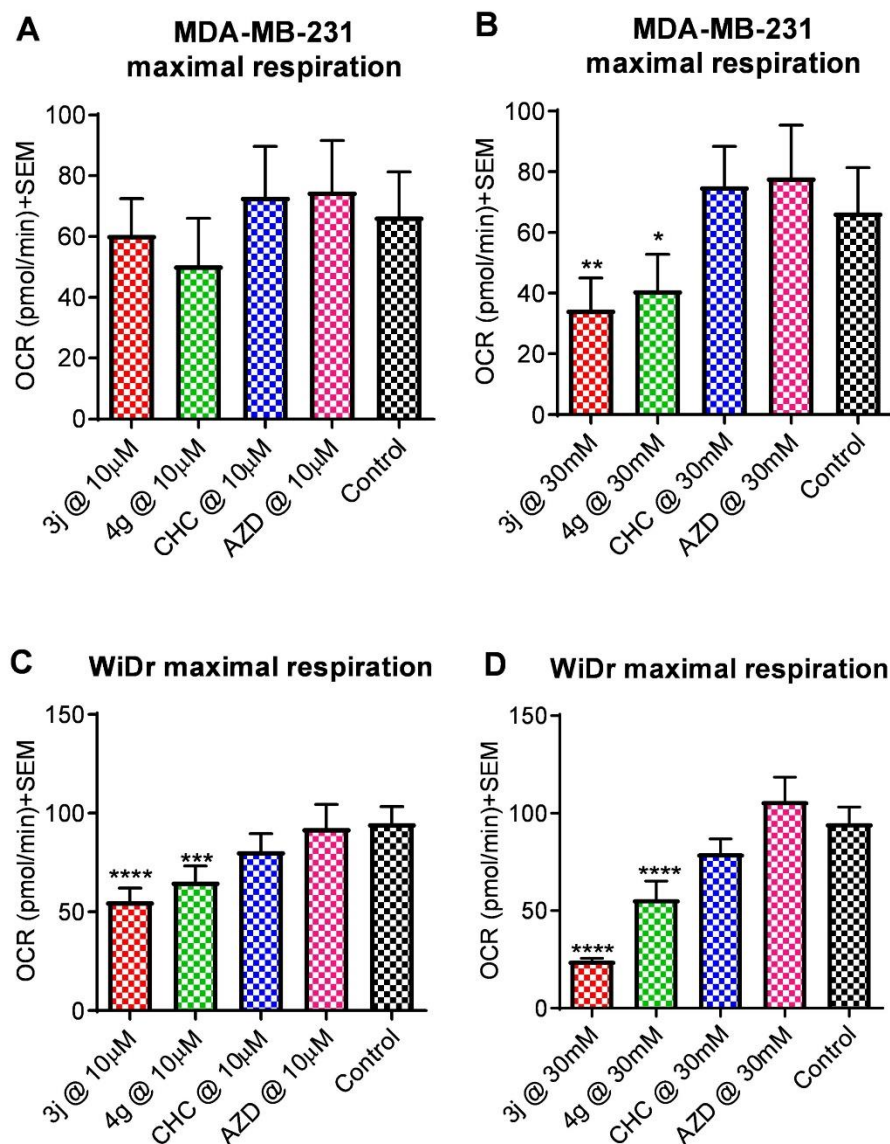 A
MDA-MB-231
maximal respiration
OCR (pmol/min)+SEM
100
80
60
40
20
0
3j @ 10μM
4g @ 10μM
CHC @ 10μM
AZD @ 10μM
Control
B
MDA-MB-231
maximal respiration
OCR (pmol/min)+SEM
100
80
60
40
20
0
**
*
3j @ 30mM
4g @ 30mM
CHC @ 30mM
AZD @ 30mM
Control
C
WiDr maximal respiration
OCR (pmol/min)+SEM
150
100
50
0
****
***
3j @ 10μM
4g @ 10μM
CHC @ 10μM
AZD @ 10μM
Control
D
WiDr maximal respiration
OCR (pmol/min)+SEM
150
100
50
0
****
****
3j @ 30mM
4g @ 30mM
CHC @ 30mM
AZD @ 30mM
Control